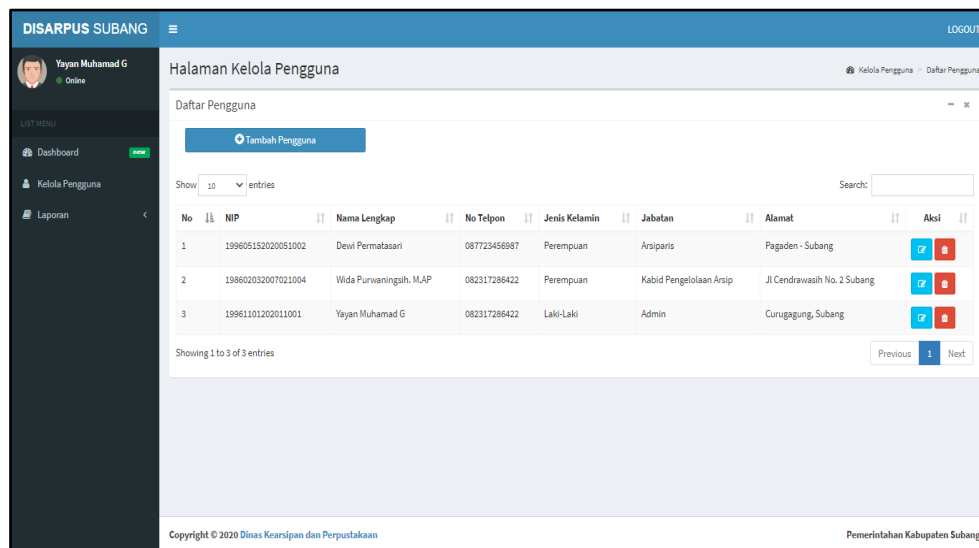 DISARPUS SUBANG
LOGOUT
Yayan Muhamad G
Online
LIST MENU
Dashboard new
Kelola Pengguna
Laporan
Halaman Kelola Pengguna
Kelola Pengguna > Daftar Pengguna
Daftar Pengguna
Tambah Pengguna
Show 10 entries
Search:
No NIP Nama Lengkap No Telpon Jenis Kelamin Jabatan Alamat Aksi
1 199605152020051002 Dewi Permatasari 087723456987 Perempuan Arsiparis Pagaden - Subang
2 198602032007021004 Wida Purwaningsih, M.AP 082317286422 Perempuan Kabid Pengelolaan Arsip Jl Cendrawasih No. 2 Subang
3 19961101202011001 Yayan Muhamad G 082317286422 Laki-Laki Admin Curugagung, Subang
Showing 1 to 3 of 3 entries
Previous 1 Next
Copyright © 2020 Dinas Kearsipan dan Perpustakaan
Pemerintahan Kabupaten Subang